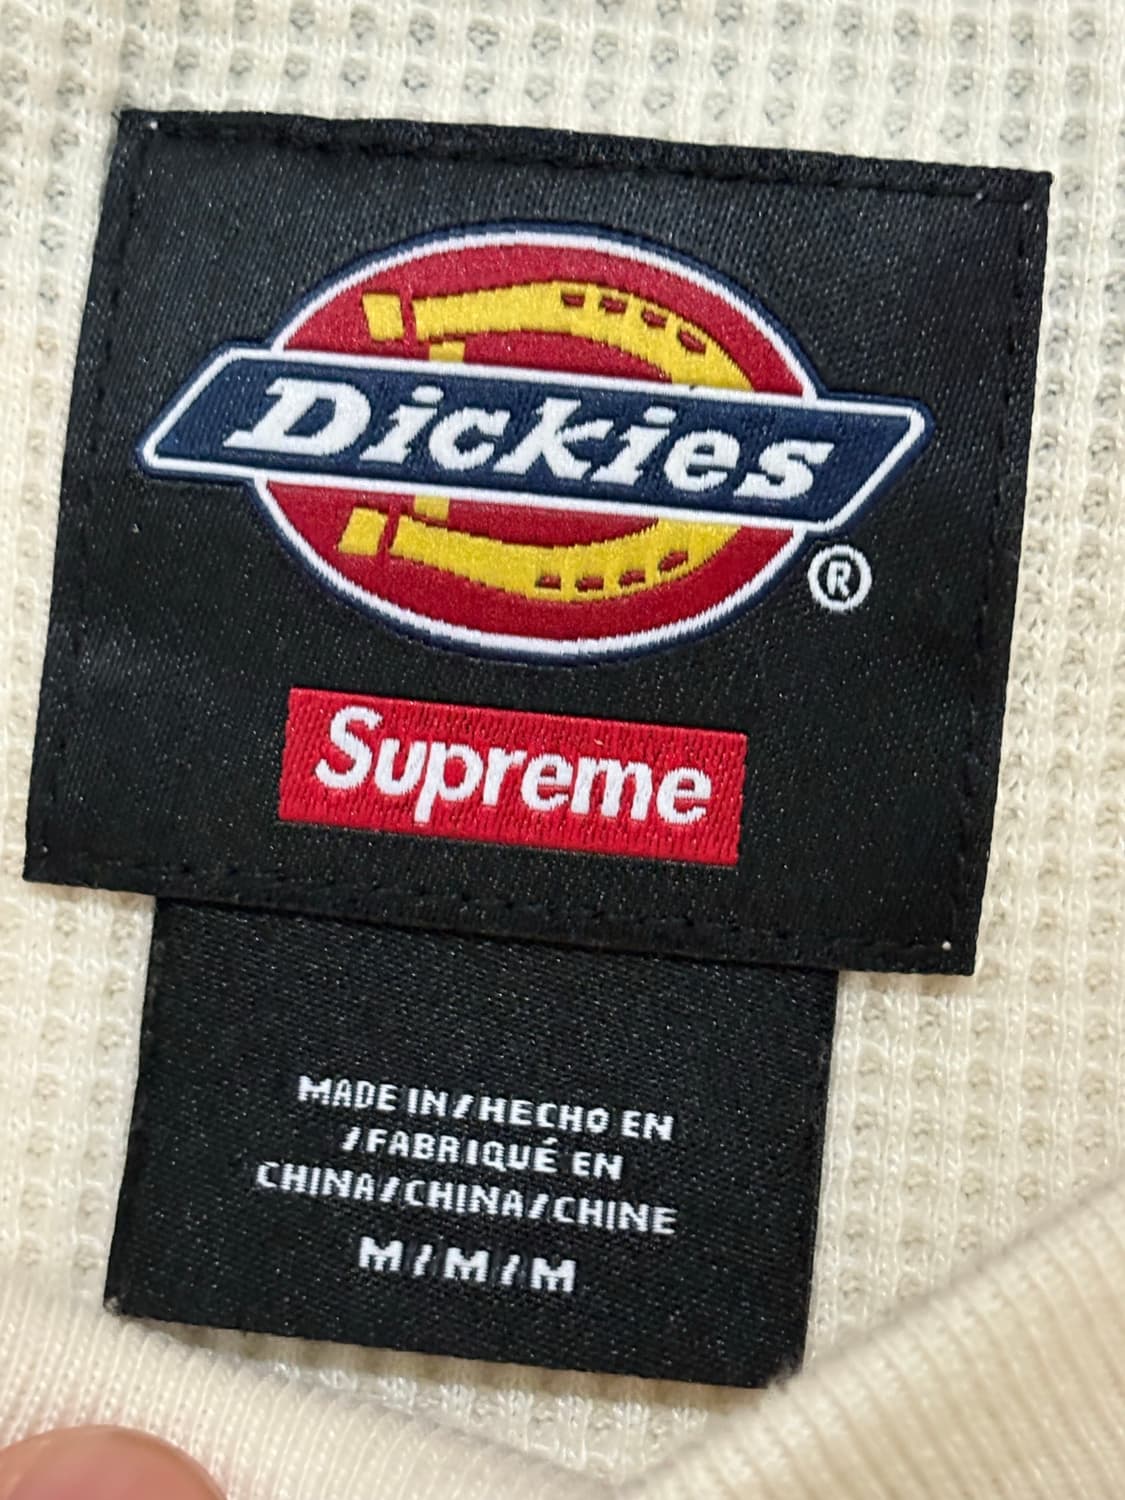 Dickies
®
Supreme
MADE IN/HECHO EN
/FABRIQUÉ EN
CHINA/CHINA/CHINE
M/M/M